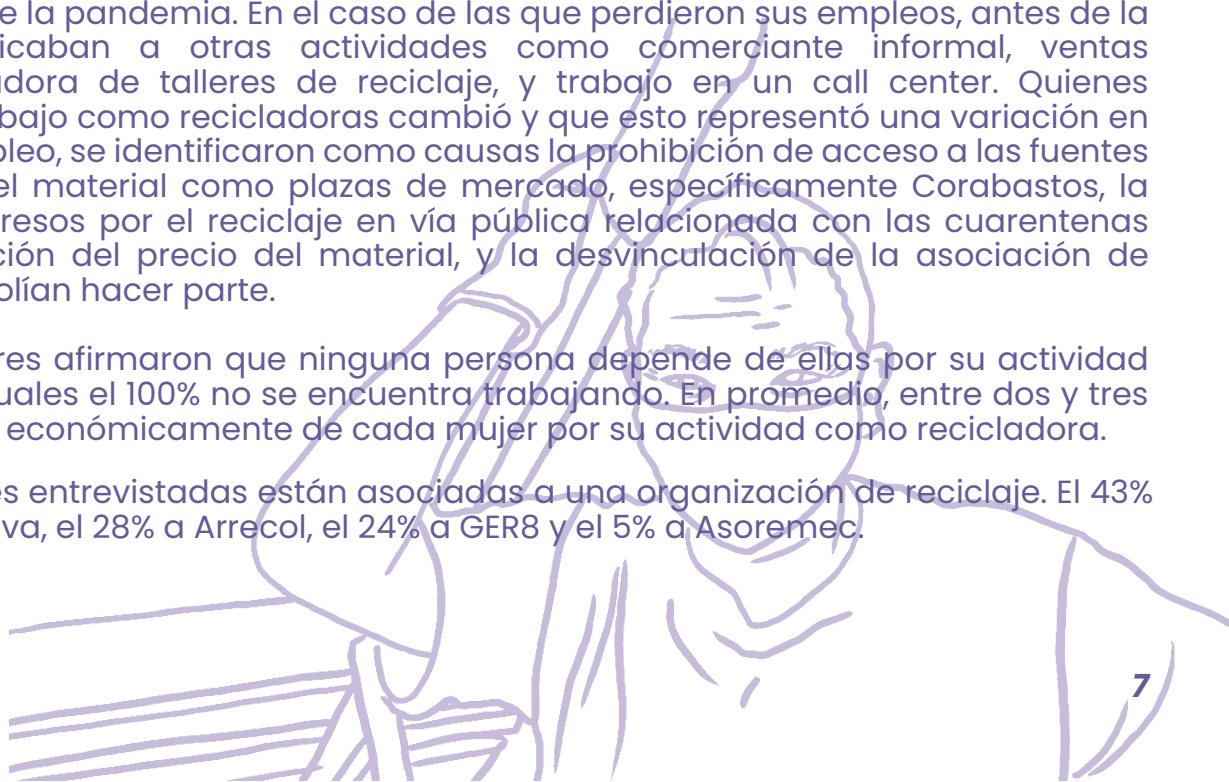 e la pandemia. En el caso de las que perdieron sus empleos, antes de la
icaban a otras actividades como comerciante informal, ventas
adora de talleres de reciclaje, y trabajo en un call center. Quienes
bajo como recicladoras cambió y que esto representó una variación en
pleo, se identificaron como causas la prohibición de acceso a las fuentes
el material como plazas de mercado, específicamente Corabastos, la
resos por el reciclaje en vía pública relacionada con las cuarentenas
ción del precio del material, y la desvinculación de la asociación de
olían hacer parte.
res afirmaron que ninguna persona depende de ellas por su actividad
uales el 100% no se encuentra trabajando. En promedio, entre dos y tres
económicamente de cada mujer por su actividad como recicladora.
es entrevistadas están asociadas a una organización de reciclaje. El 43%
va, el 28% a Arrecol, el 24% a GER8 y el 5% a Asoremec.
7